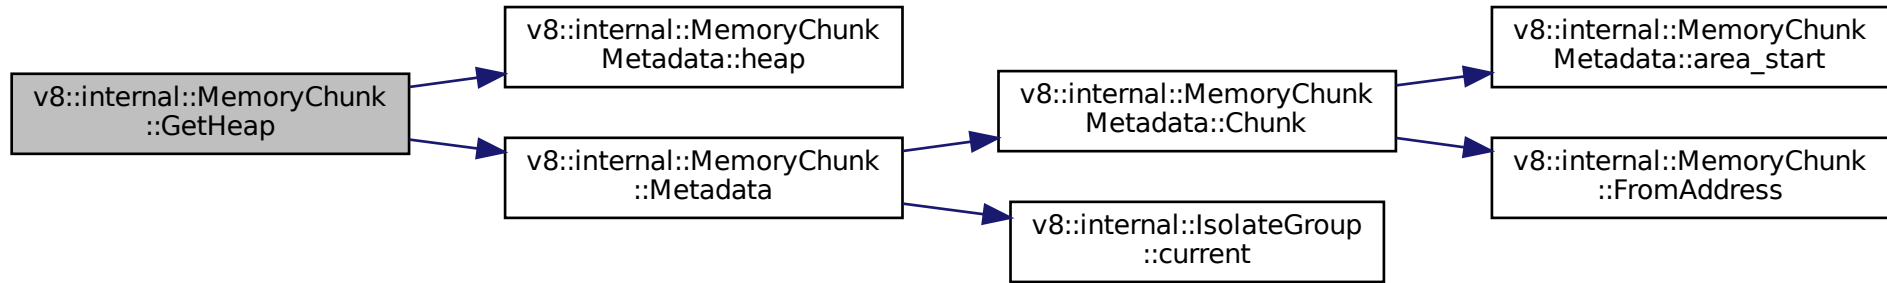 v8::internal::MemoryChunk
::GetHeap
v8::internal::MemoryChunk
Metadata::heap
v8::internal::MemoryChunk
::Metadata
v8::internal::MemoryChunk
Metadata::Chunk
v8::internal::IsolateGroup
::current
v8::internal::MemoryChunk
Metadata::area_start
v8::internal::MemoryChunk
::FromAddress